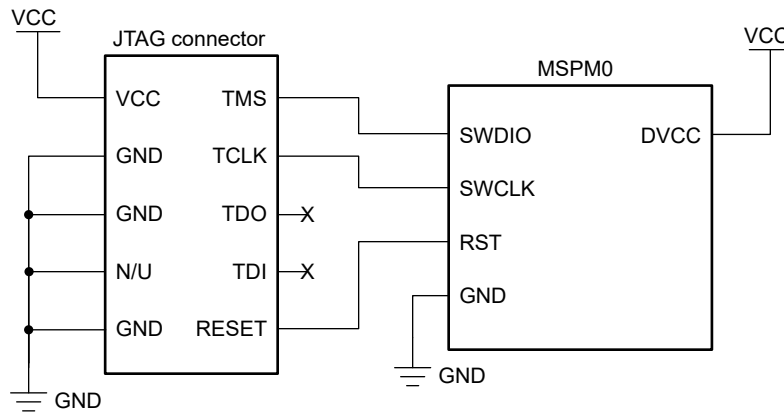 VCC
JTAG connector
VCC
MSPM0
VCC
TMS
SWDIO
DVCC
GND
TCLK
SWCLK
GND
TDO
X
RST
N/U
TDI
X
GND
GND
RESET
GND
GND